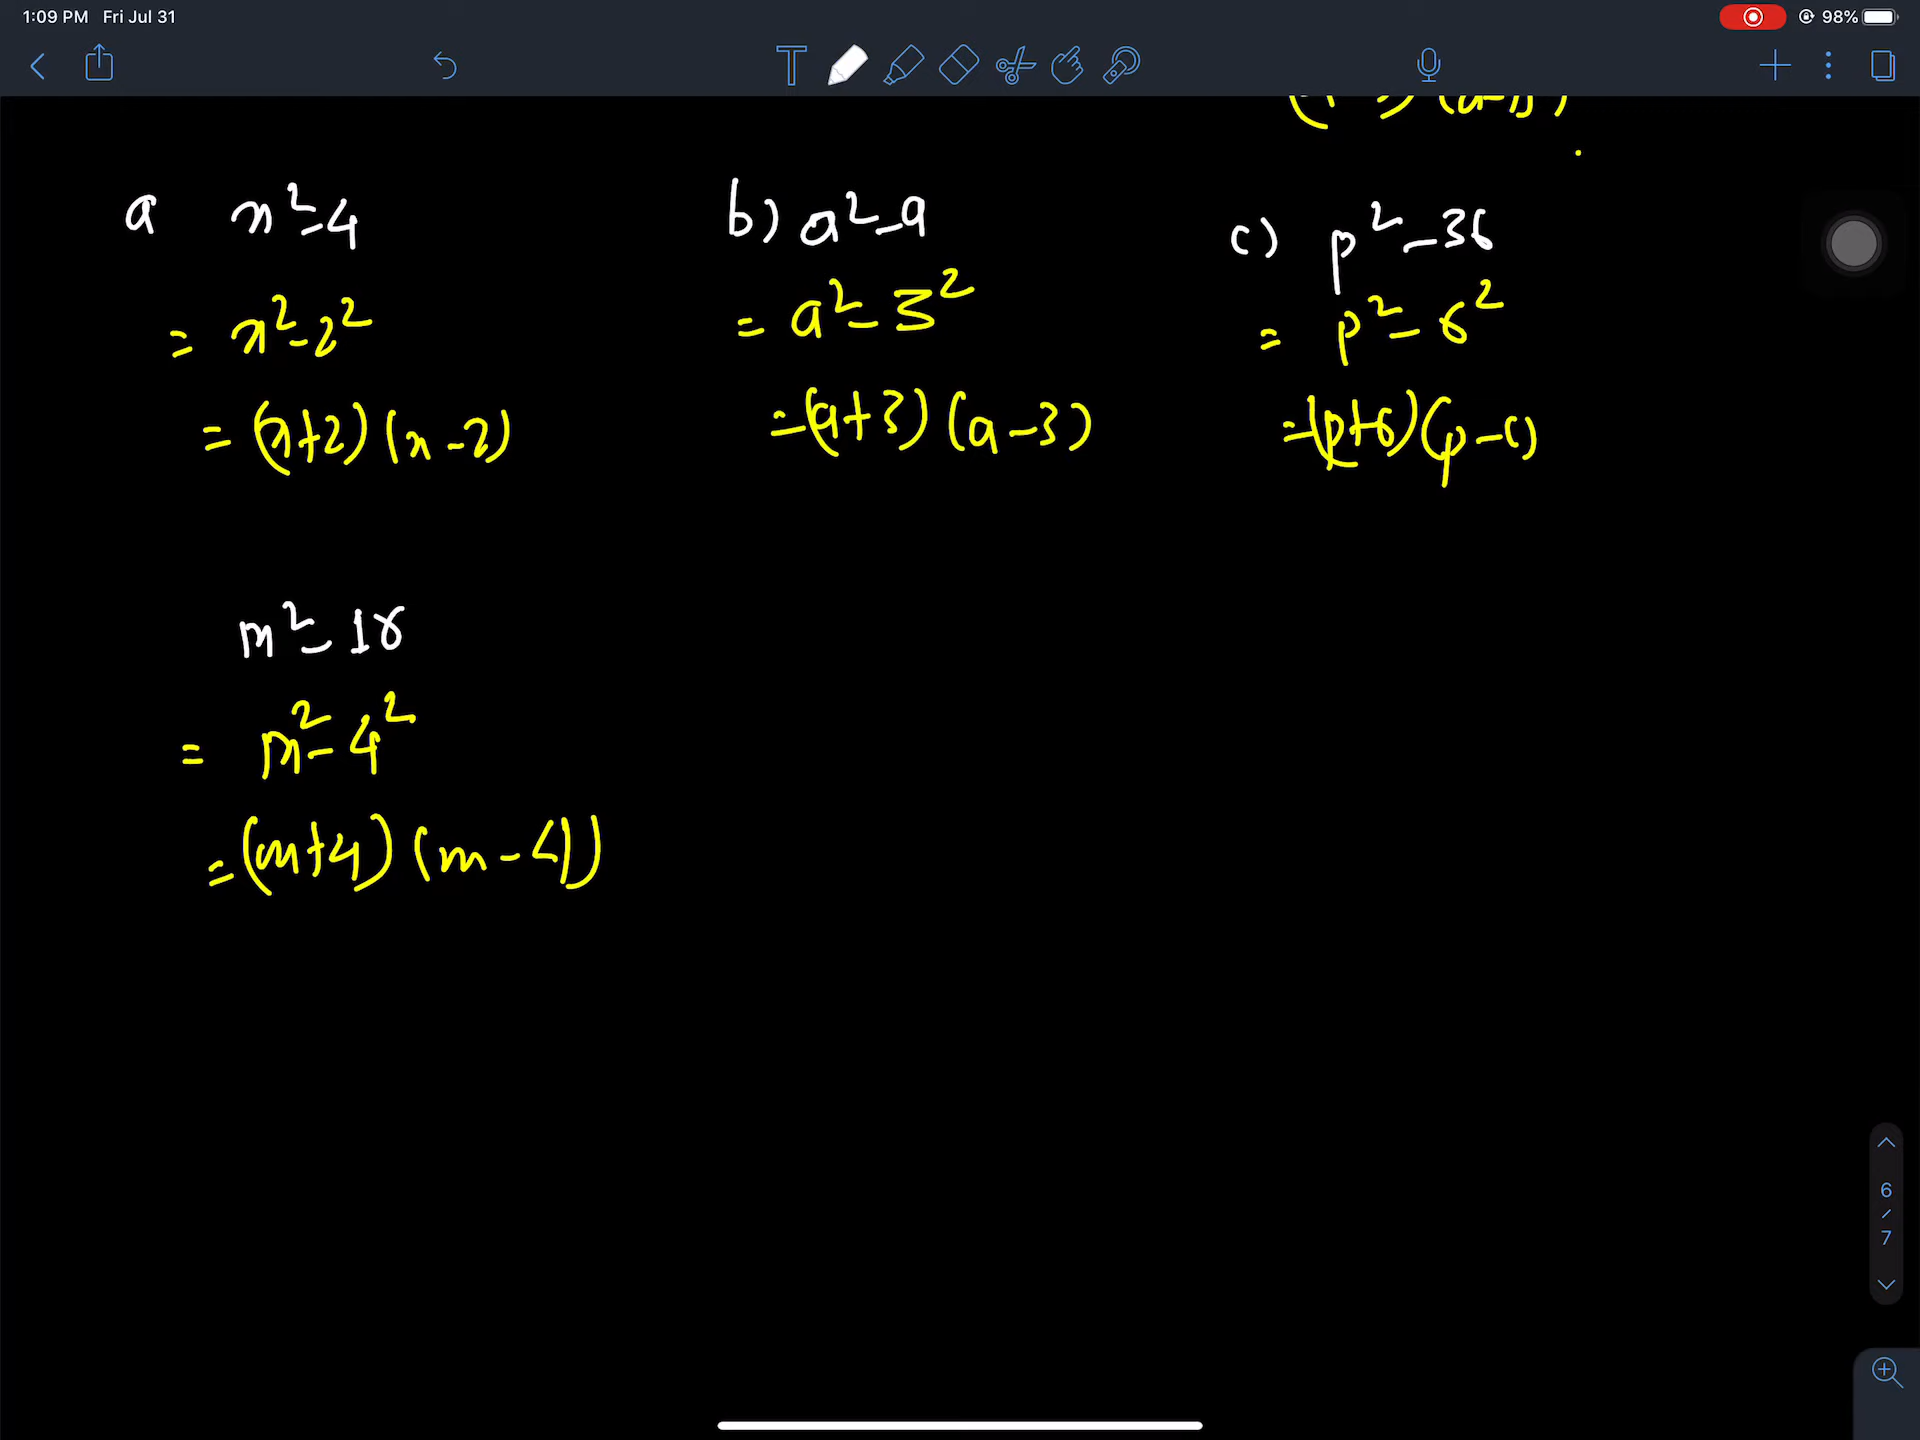 1:09 PM Fri Jul 31
98%
a x²-4
= x²-2²
= (x+2)(x-2)
b) a²-9
= a²-3²
=(a+3)(a-3)
c) p²-36
= p²-6²
=(p+6)(p-6)
m²-16
= m²-4²
=(m+4)(m-4)
6
/
7